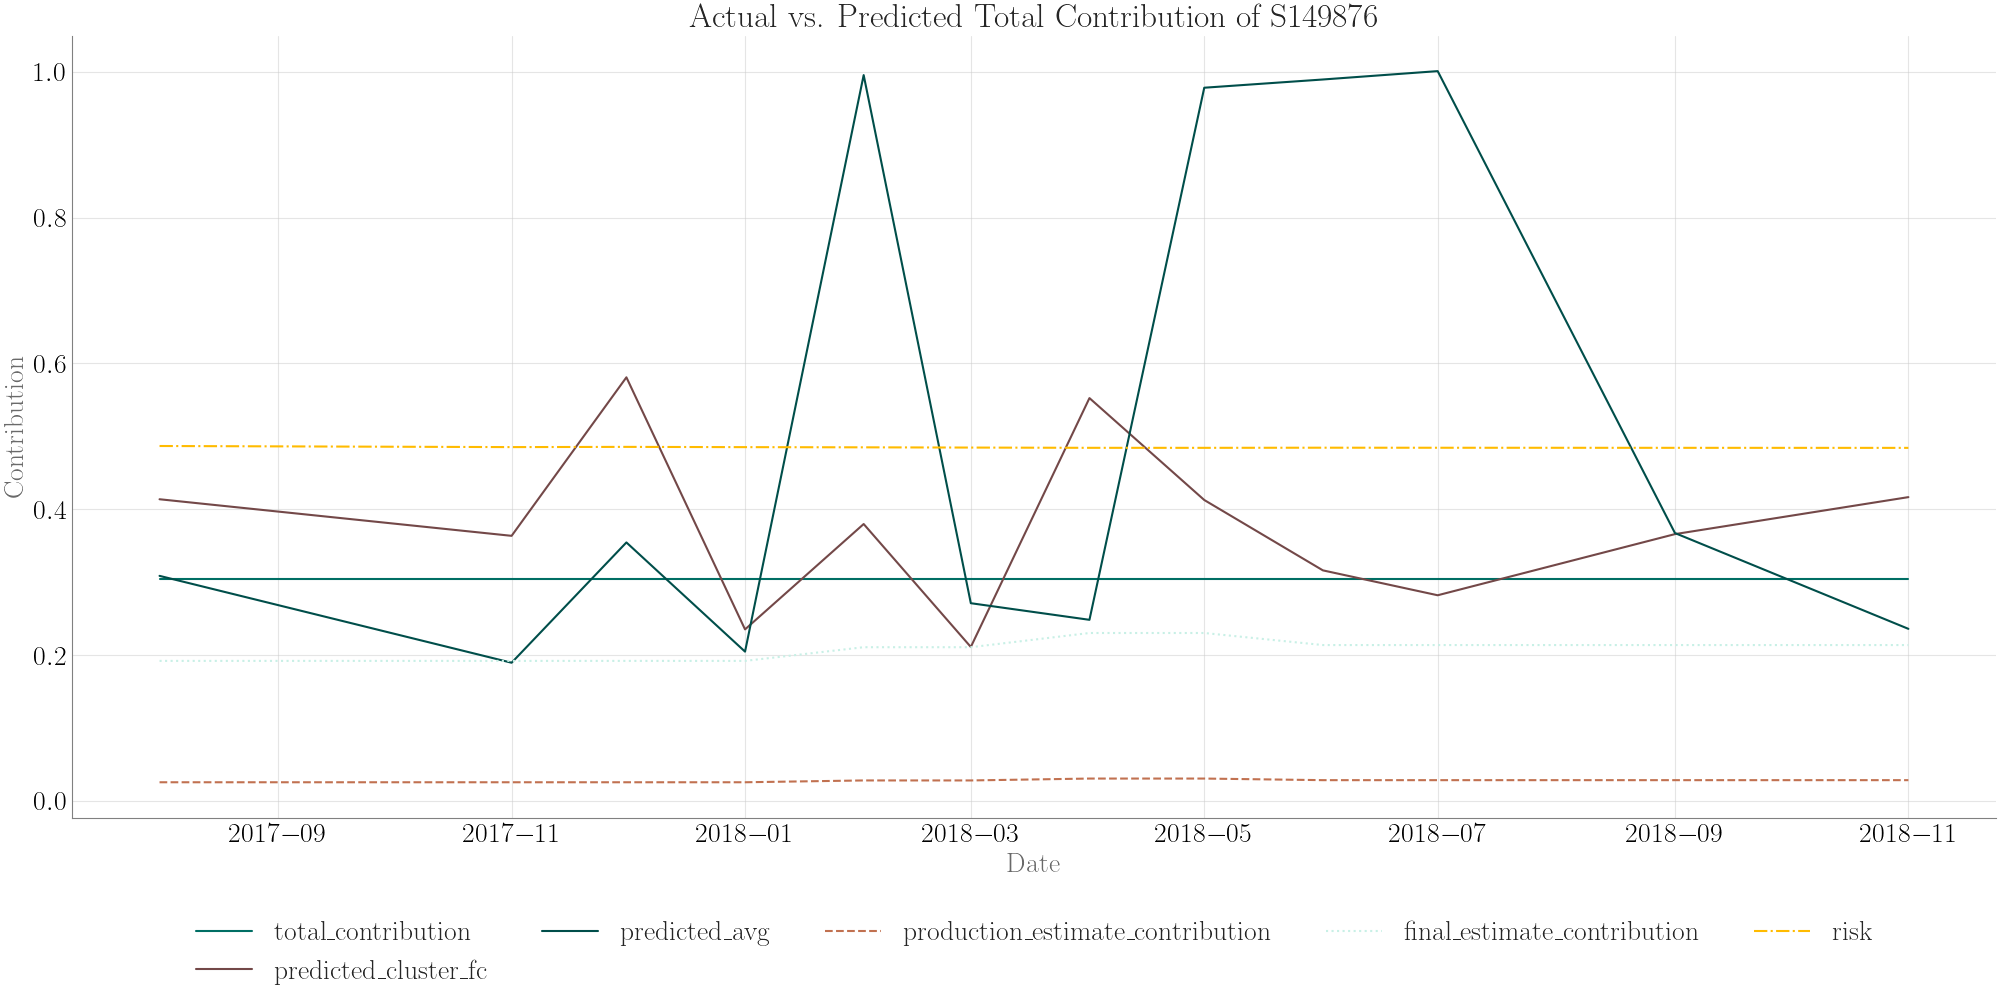 Actual vs. Predicted Total Contribution of S149876
1.0
0.8
0.6
0.4
0.2
0.0
Contribution
2017–09 2017–11 2018–01 2018–03 2018–05 2018–07 2018–09 2018–11
Date
total_contribution predicted_avg production_estimate_contribution final_estimate_contribution risk
predicted_cluster_fc